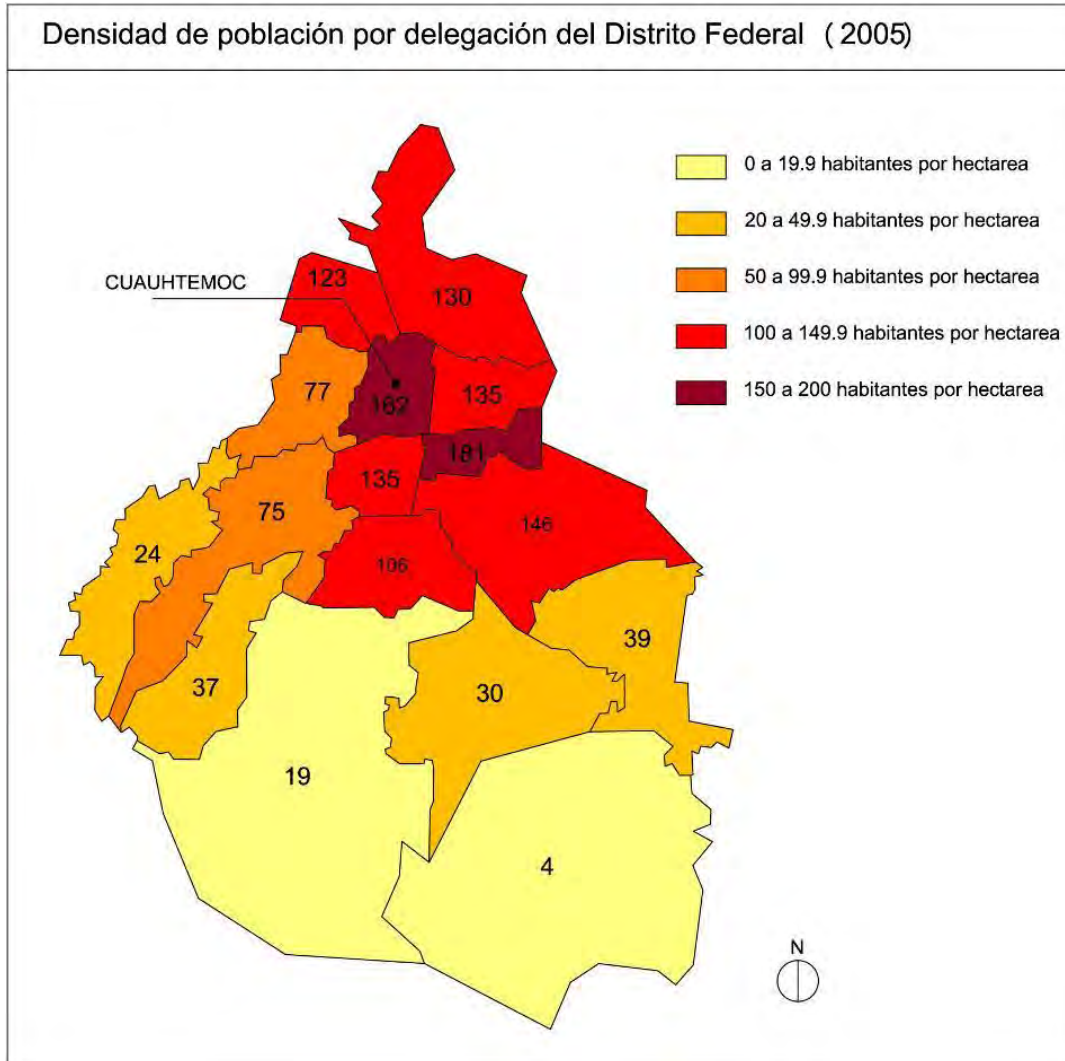 Densidad de población por delegación del Distrito Federal ( 2005)
0 a 19.9 habitantes por hectarea
20 a 49.9 habitantes por hectarea
50 a 99.9 habitantes por hectarea
100 a 149.9 habitantes por hectarea
150 a 200 habitantes por hectarea
CUAUHTEMOC
123
130
77
162
135
181
135
146
75
24
106
39
37
30
19
4
N